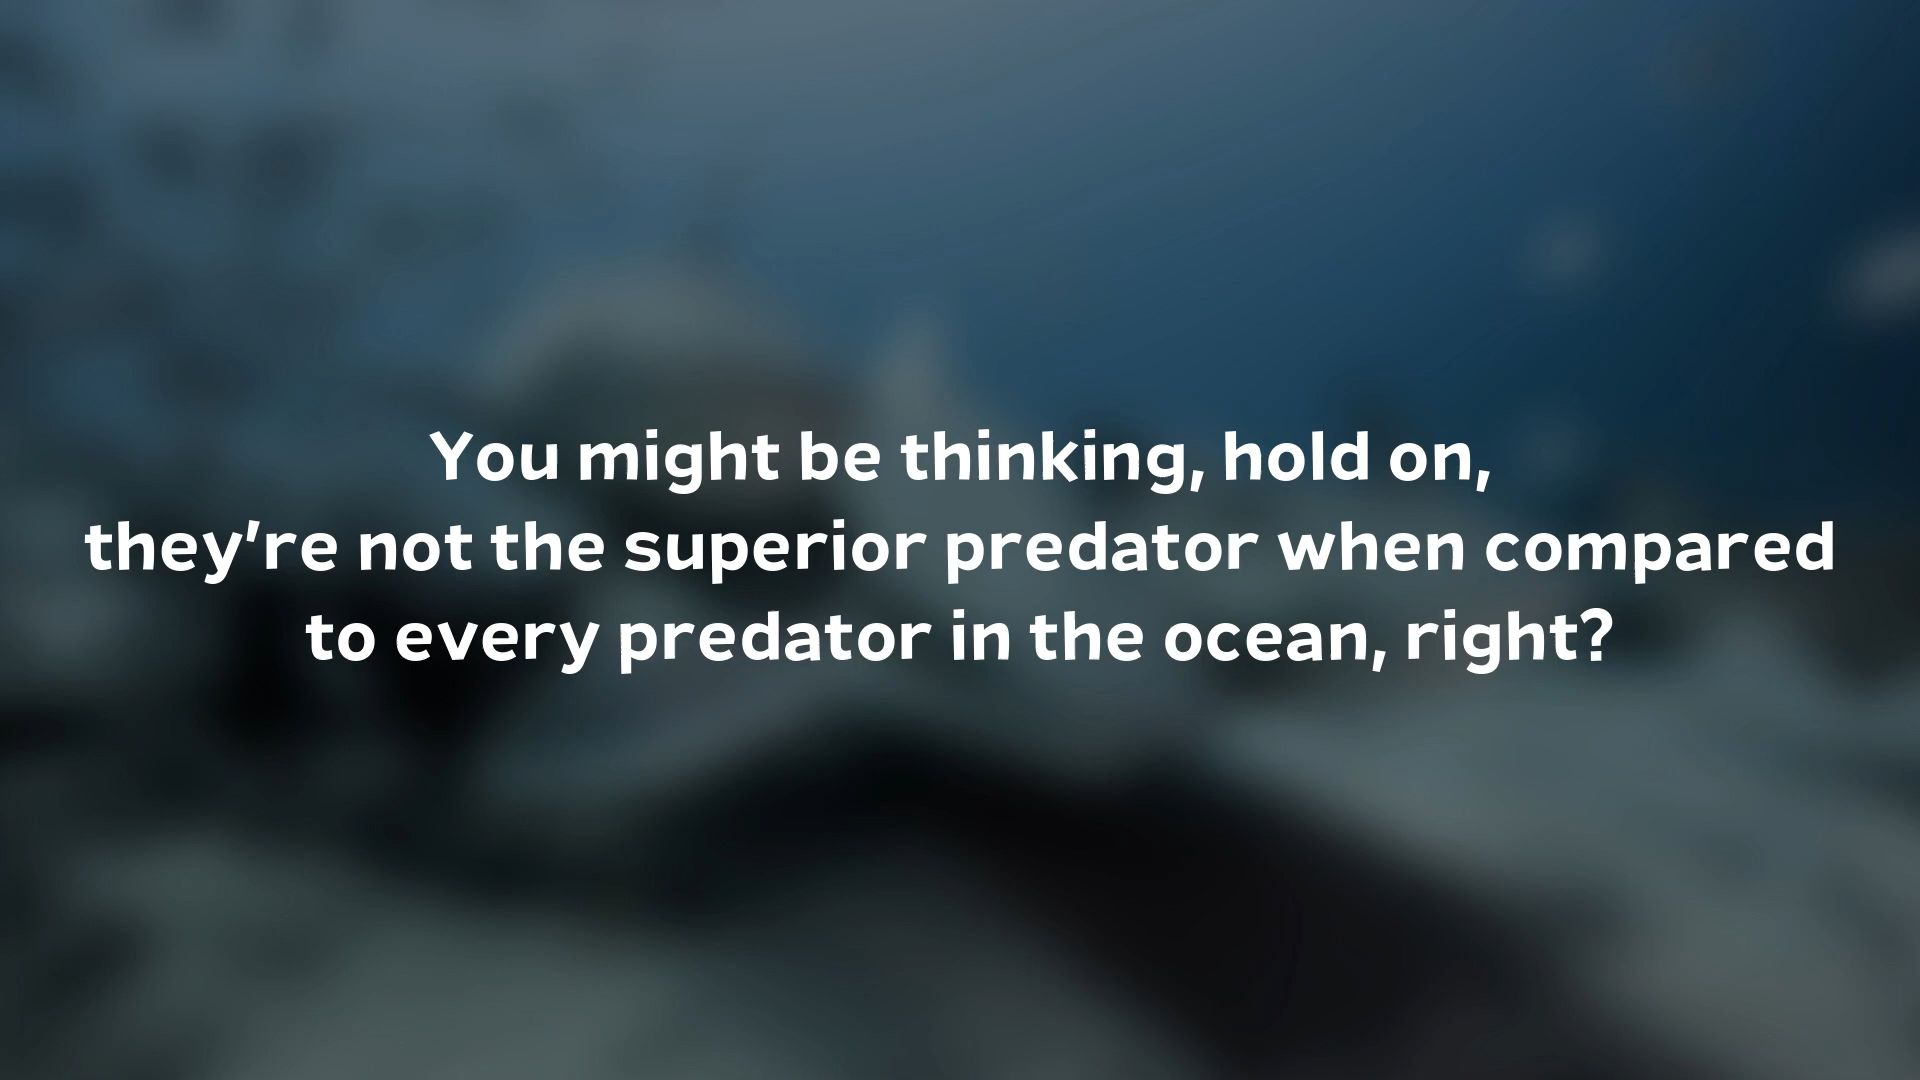 You might be thinking, hold on,
they're not the superior predator when compared
to every predator in the ocean, right?